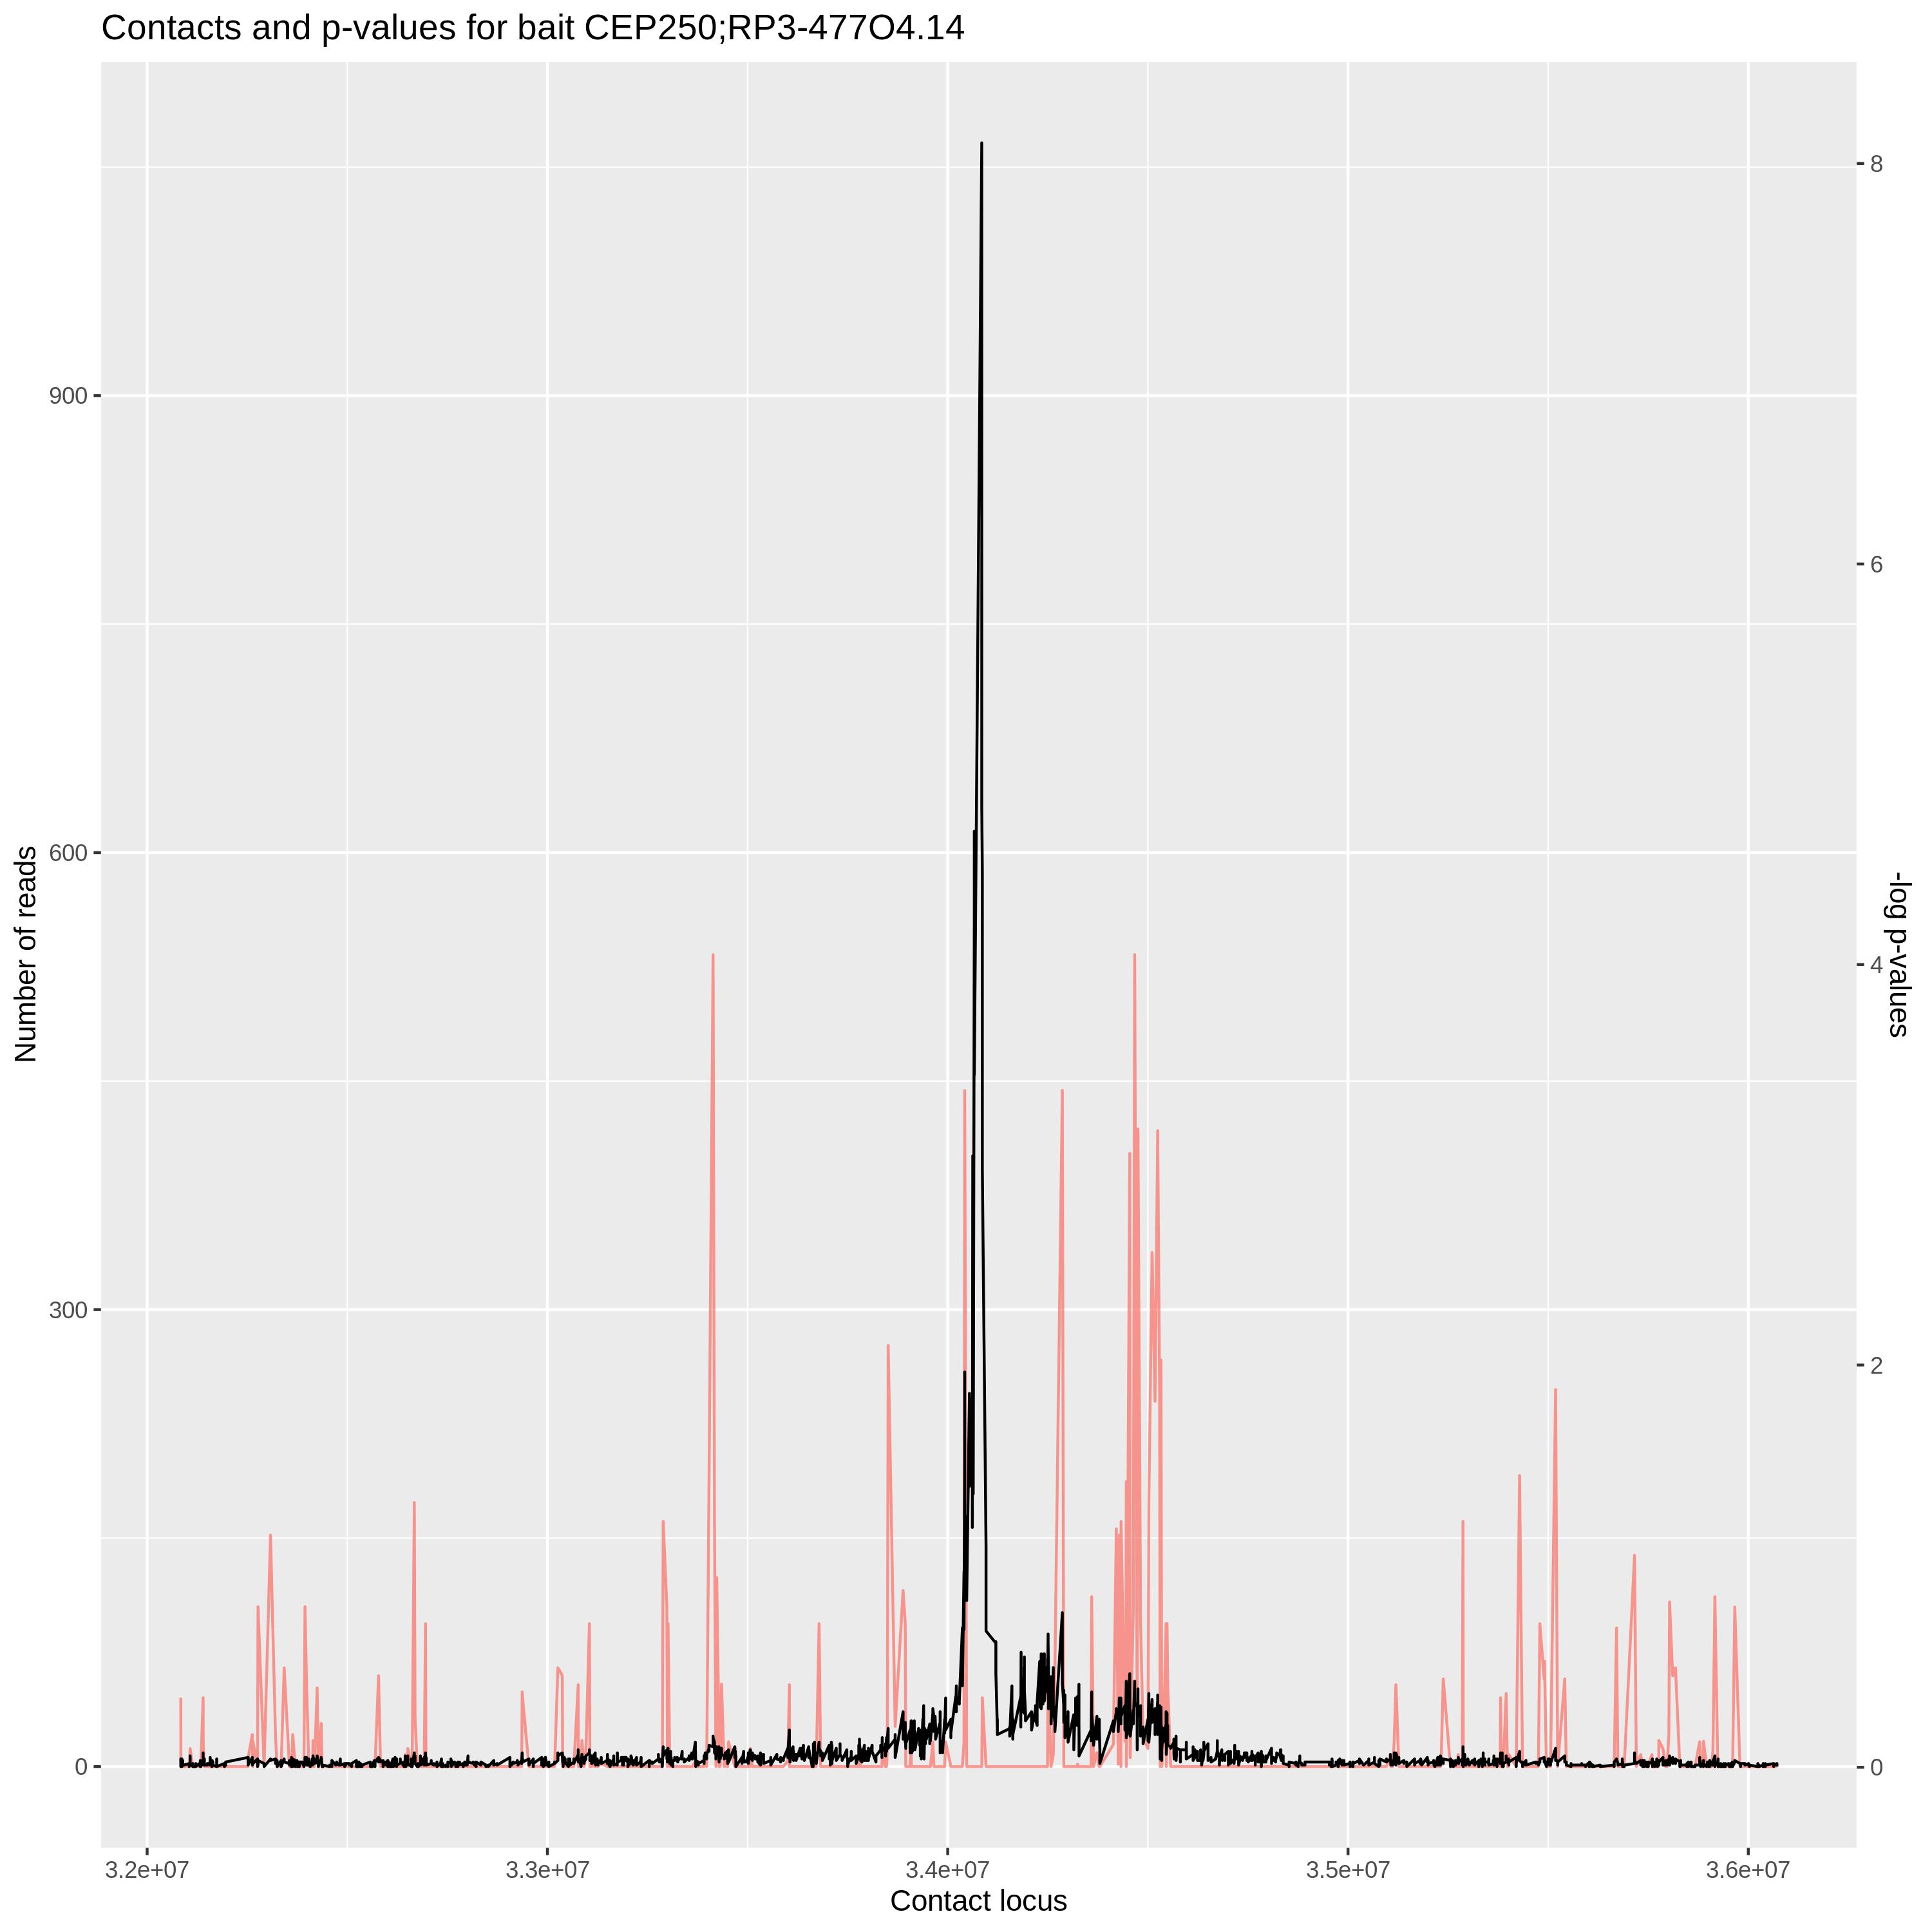 Contacts and p-values for bait CEP250;RP3-477O4.14
Number of reads
900
600
300
0
8
6
4
2
0
-log p-values
3.2e+07 3.3e+07 3.4e+07 3.5e+07 3.6e+07
Contact locus